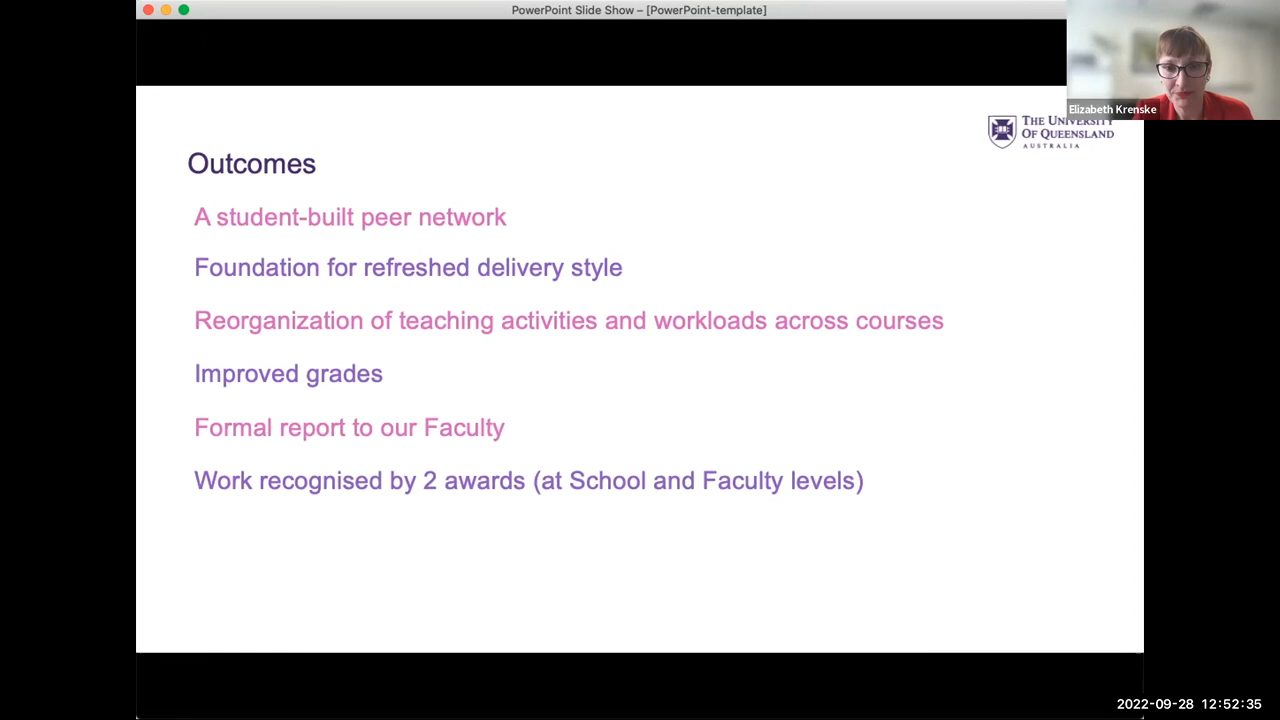 PowerPoint Slide Show – [PowerPoint-template]
Elizabeth Krenske
THE UNIVERSITY
OF QUEENSLAND
AUSTRALIA
Outcomes
A student-built peer network
Foundation for refreshed delivery style
Reorganization of teaching activities and workloads across courses
Improved grades
Formal report to our Faculty
Work recognised by 2 awards (at School and Faculty levels)
2022-09-28 12:52:35